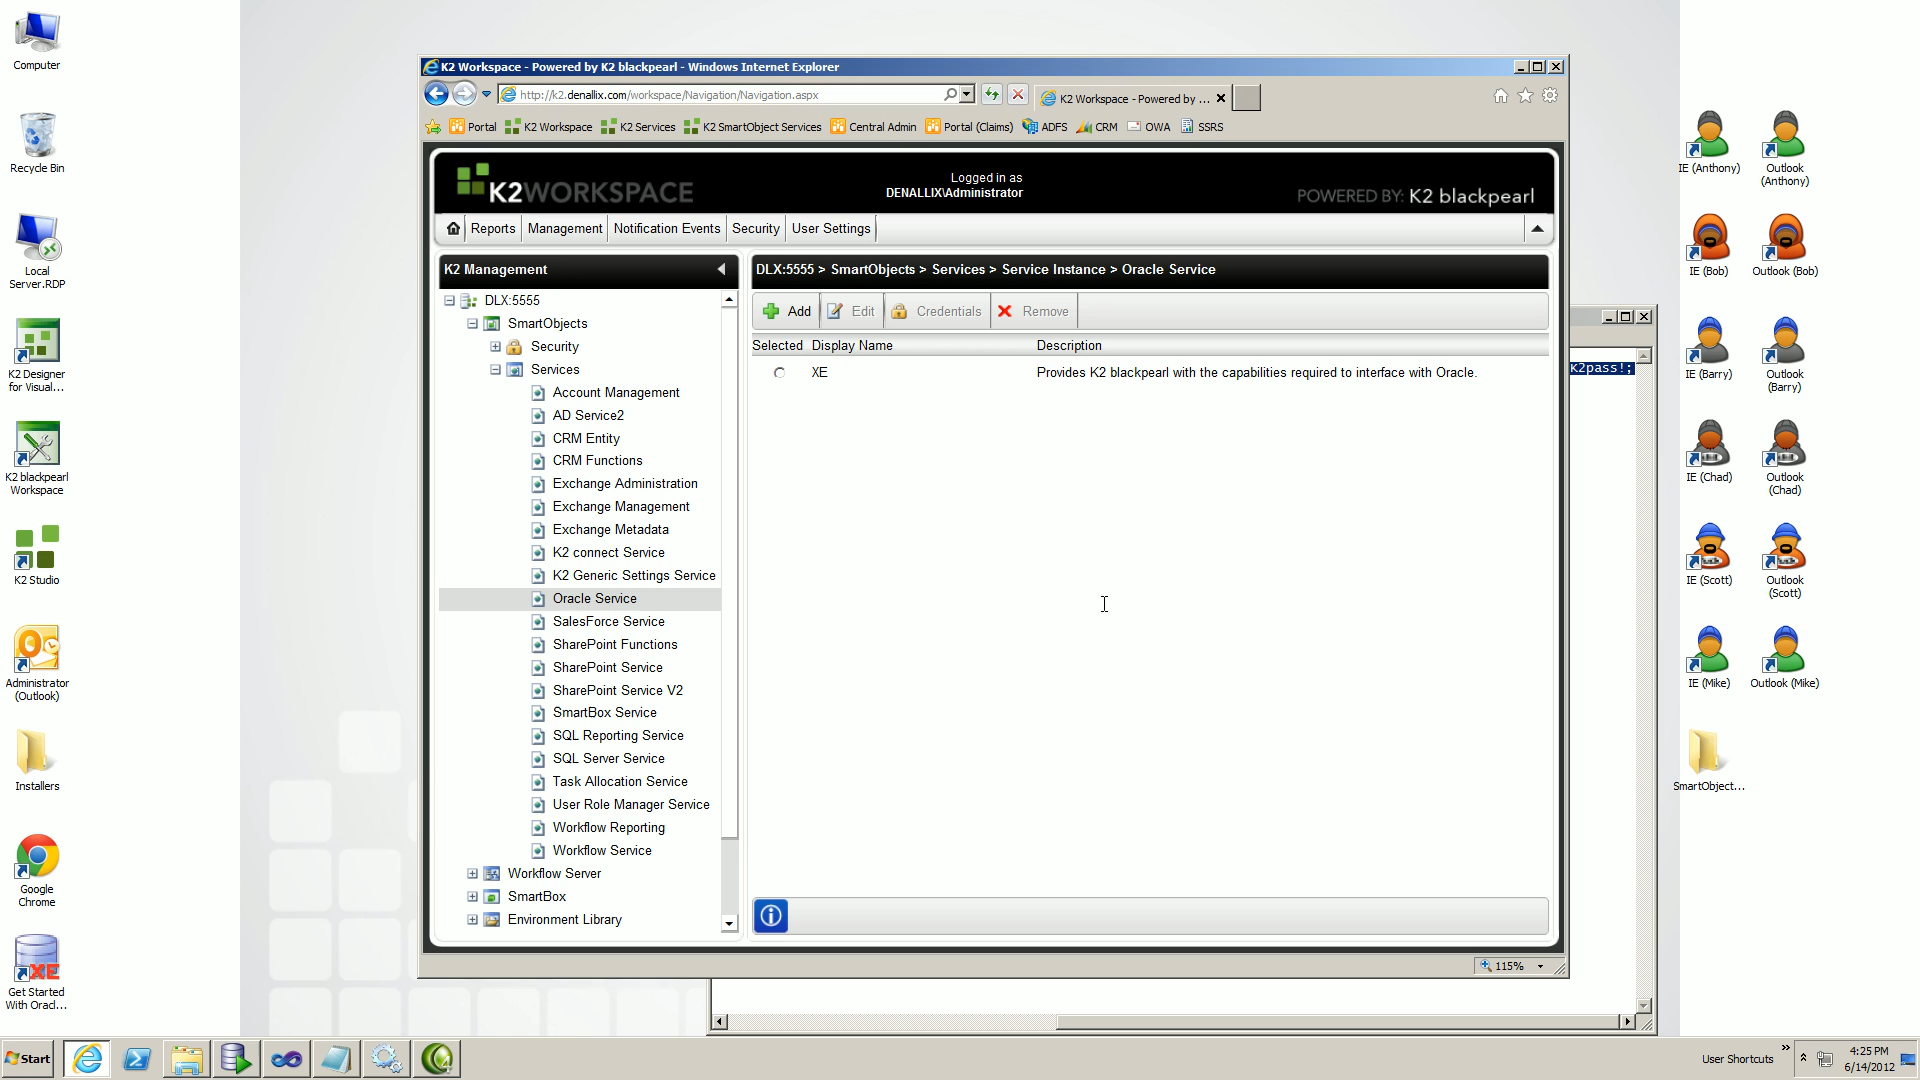 Computer
Recycle Bin
Local
Server.RDP
K2 Designer
for Visual...
K2 blackpearl
Workspace
K2 Studio
Administrator
(Outlook)
Installers
Google
Chrome
XE
Get Started
With Oracl...
K2 Workspace - Powered by K2 blackpearl - Windows Internet Explorer
http://k2.denallix.com/workspace/Navigation/Navigation.aspx
K2 Workspace - Powered by ...
Portal
K2 Workspace
K2 Services
K2 SmartObject Services
Central Admin
Portal (Claims)
ADFS
CRM
OWA
SSRS
K2WORKSPACE
Logged in as
DENALLIX\Administrator
POWERED BY: K2 blackpearl
Reports
Management
Notification Events
Security
User Settings
K2 Management
DLX:5555
SmartObjects
Security
Services
Account Management
AD Service2
CRM Entity
CRM Functions
Exchange Administration
Exchange Management
Exchange Metadata
K2 connect Service
K2 Generic Settings Service
Oracle Service
SalesForce Service
SharePoint Functions
SharePoint Service
SharePoint Service V2
SmartBox Service
SQL Reporting Service
SQL Server Service
Task Allocation Service
User Role Manager Service
Workflow Reporting
Workflow Service
Workflow Server
SmartBox
Environment Library
DLX:5555 > SmartObjects > Services > Service Instance > Oracle Service
Add
Edit
Credentials
Remove
Selected Display Name Description
XE Provides K2 blackpearl with the capabilities required to interface with Oracle.
115%
K2pass!;
IE (Anthony)
Outlook
(Anthony)
IE (Bob)
Outlook (Bob)
IE (Barry)
Outlook
(Barry)
IE (Chad)
Outlook
(Chad)
IE (Scott)
Outlook
(Scott)
IE (Mike)
Outlook (Mike)
SmartObject...
Start
User Shortcuts
4:25 PM
6/14/2012